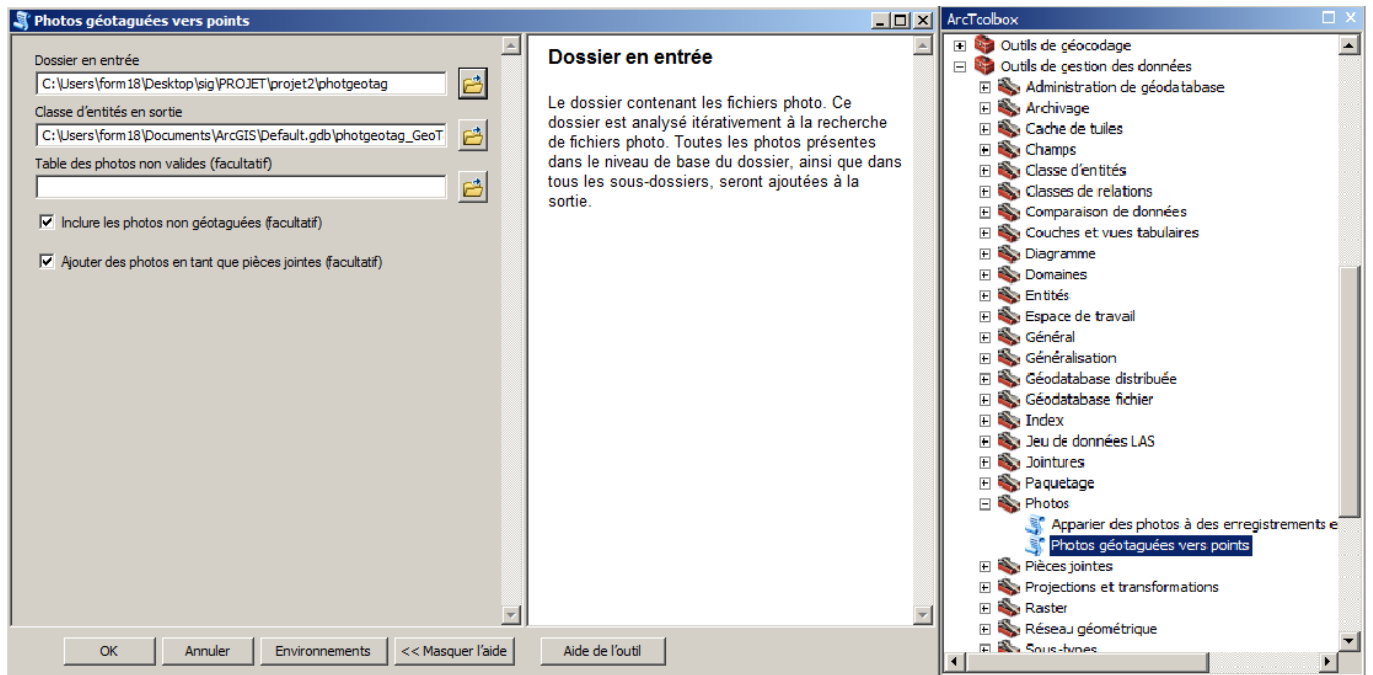 Photos géotaguées vers points
Dossier en entrée
C:\Users\form18\Desktop\sig\PROJET\projet2\photgeotag
Classe d'entités en sortie
C:\Users\form18\Documents\ArcGIS\Default.gdb\photgeotag_GeoT
Table des photos non valides (facultatif)
Inclure les photos non géotaguées (facultatif)
Ajouter des photos en tant que pièces jointes (facultatif)
OK
Annuler
Environnements
<< Masquer l'aide
Dossier en entrée
Le dossier contenant les fichiers photo. Ce
dossier est analysé itérativement à la recherche
de fichiers photo. Toutes les photos présentes
dans le niveau de base du dossier, ainsi que dans
tous les sous-dossiers, seront ajoutées à la
sortie.
Aide de l'outil
ArcToolbox
Outils de géocodage
Outils de gestion des données
Administration de géodatabase
Archivage
Cache de tuiles
Champs
Classe d'entités
Classes de relations
Comparaison de données
Couches et vues tabulaires
Diagramme
Domaines
Entités
Espace de travail
Général
Généralisation
Géodatabase distribuée
Géodatabase fichier
Index
Jeu de données LAS
Jointures
Paquetage
Photos
Apparier des photos à des enregistrements e
Photos géotaguées vers points
Pièces jointes
Projections et transformations
Raster
Réseau géométrique
Sous-types